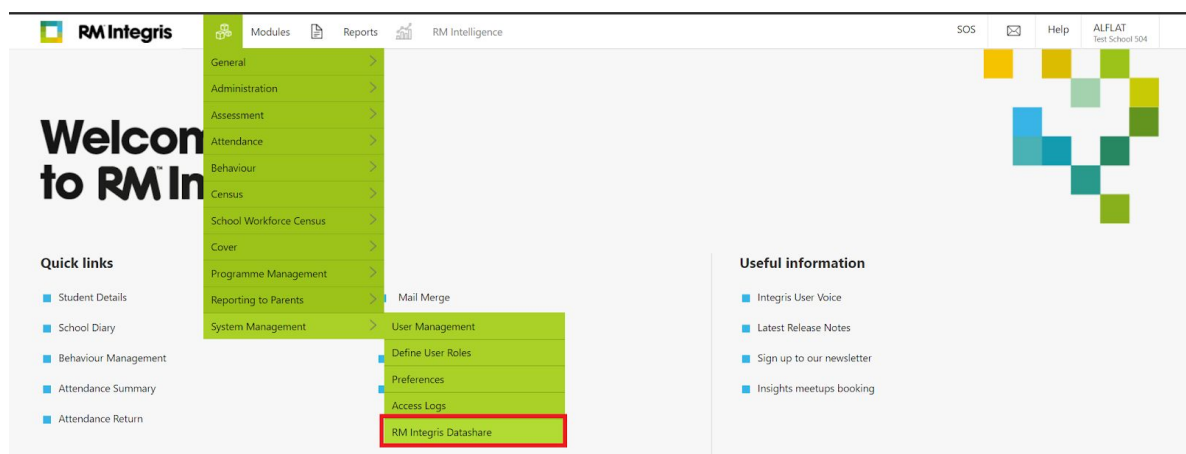 RM Integris
Modules
Reports
RM Intelligence
SOS
Help
ALFLAT
Test School 504
General
Administration
Assessment
Attendance
Behaviour
Census
School Workforce Census
Cover
Programme Management
Reporting to Parents
System Management
User Management
Define User Roles
Preferences
Access Logs
RM Integris Datashare
Welcom
to RM In
Quick links
Student Details
School Diary
Behaviour Management
Attendance Summary
Attendance Return
Mail Merge
Useful information
Integris User Voice
Latest Release Notes
Sign up to our newsletter
Insights meetups booking